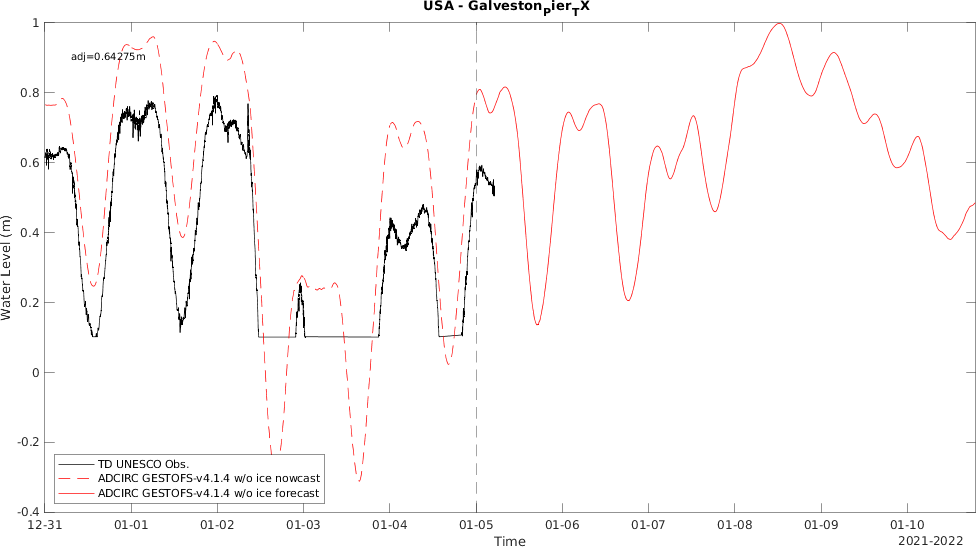 USA - Galveston_Pier_TX
adj=0.64275m
Water Level (m)
1
0.8
0.6
0.4
0.2
0
-0.2
-0.4
TD UNESCO Obs.
ADCIRC GESTOFS-v4.1.4 w/o ice nowcast
ADCIRC GESTOFS-v4.1.4 w/o ice forecast
12-31 01-01 01-02 01-03 01-04 01-05 01-06 01-07 01-08 01-09 01-10
Time
2021-2022